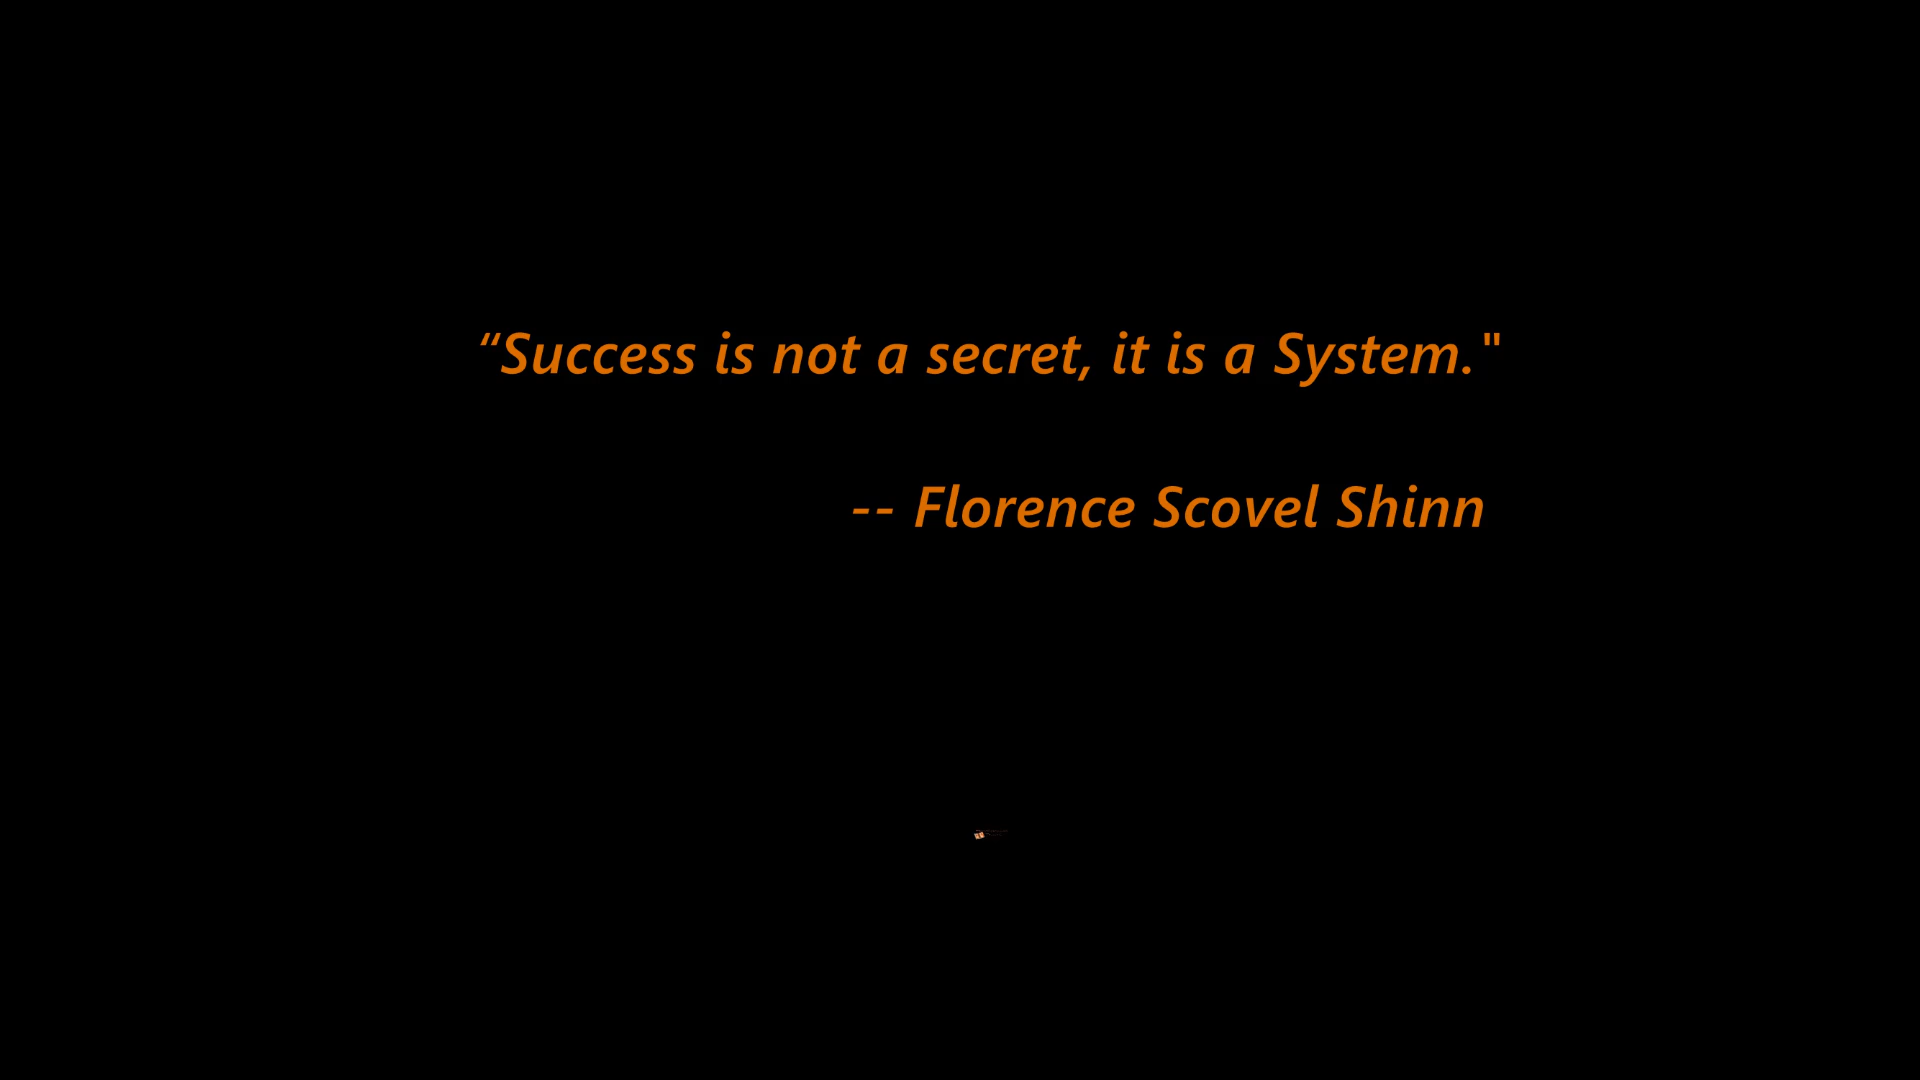 “Success is not a secret, it is a System."
-- Florence Scovel Shinn